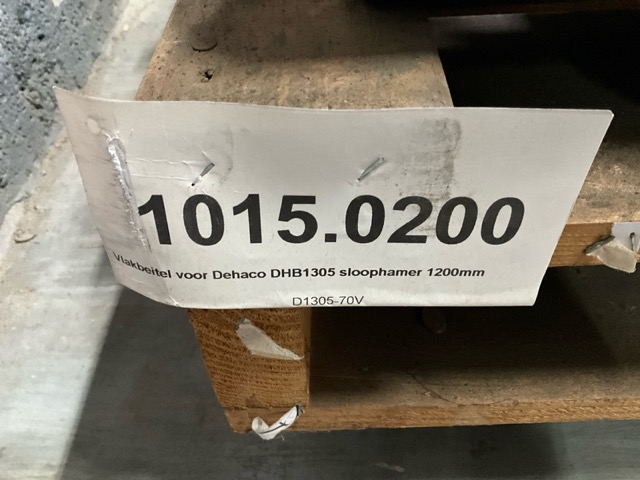 1015.0200
Vlakbeitel voor Dehaco DHB1305 sloophamer 1200mm
D1305-70V